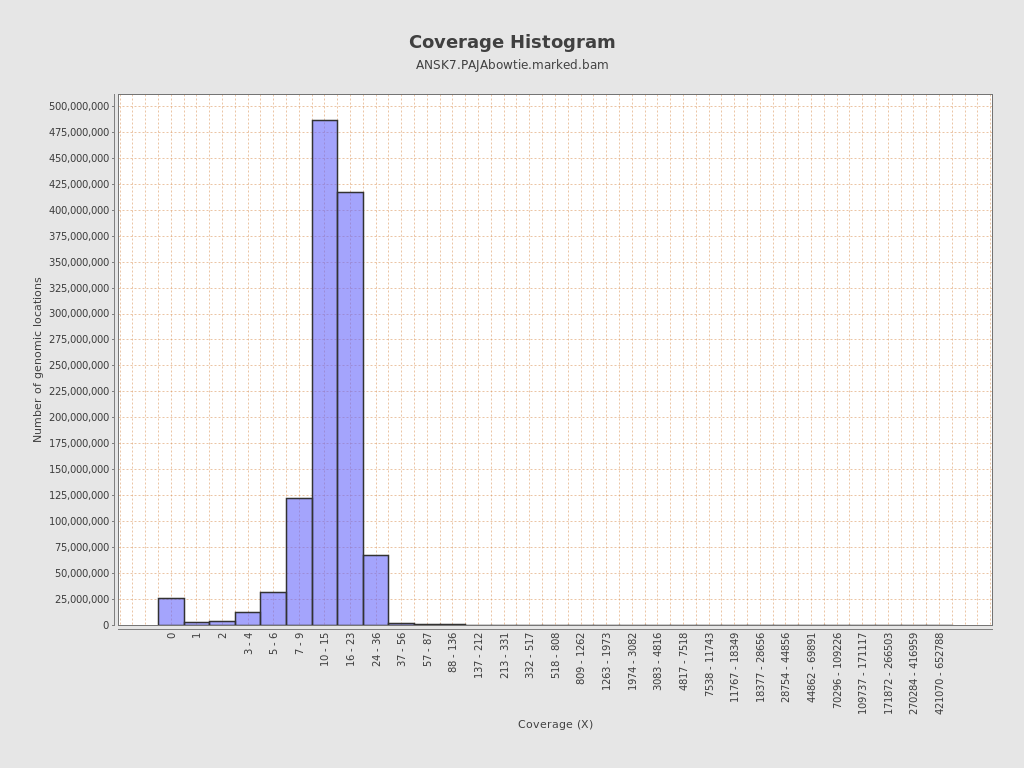 Coverage Histogram
ANSK7.PAJAbowtie.marked.bam
Number of genomic locations
500,000,000
475,000,000
450,000,000
425,000,000
400,000,000
375,000,000
350,000,000
325,000,000
300,000,000
275,000,000
250,000,000
225,000,000
200,000,000
175,000,000
150,000,000
125,000,000
100,000,000
75,000,000
50,000,000
25,000,000
0
0
1
2
3 - 4
5 - 6
7 - 9
10 - 15
16 - 23
24 - 36
37 - 56
57 - 87
88 - 136
137 - 212
213 - 331
332 - 517
518 - 808
809 - 1262
1263 - 1973
1974 - 3082
3083 - 4816
4817 - 7518
7538 - 11743
11767 - 18349
18377 - 28656
28754 - 44856
44862 - 69891
70296 - 109226
109737 - 171117
171872 - 266503
270284 - 416959
421070 - 652788
Coverage (X)